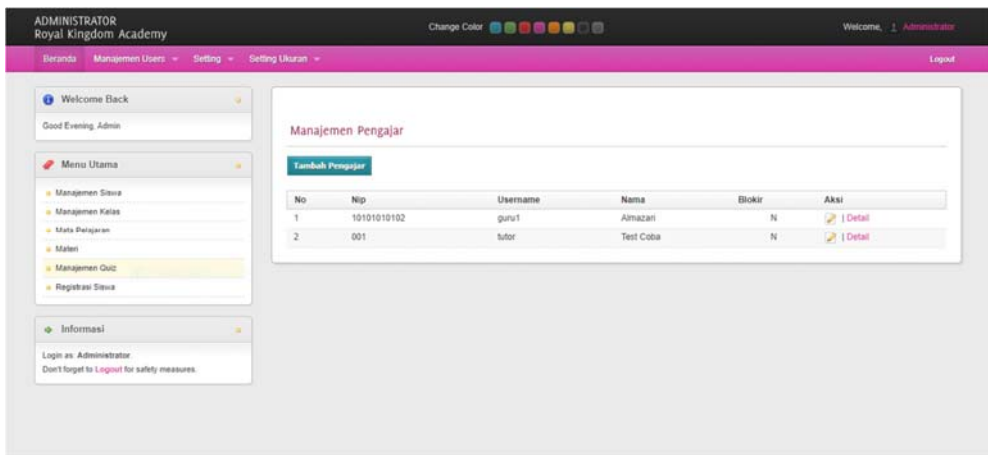 ADMINISTRATOR
Royal Kingdom Academy
Change Color
Welcome, Administrator
Beranda Manajemen Users Setting Setting Ukuran Logout
Welcome Back
Good Evening, Admin
Menu Utama
Manajemen Siswa
Manajemen Kelas
Mata Pelajaran
Materi
Manajemen Quiz
Registrasi Siswa
Informasi
Login as Administrator.
Don't forget to Logout for safety measures.
Manajemen Pengajar
Tambah Pengajar
No Nip Username Nama Blokir Aksi
1 10101010102 guru1 Almazari N | Detail
2 001 tutor Test Coba N | Detail